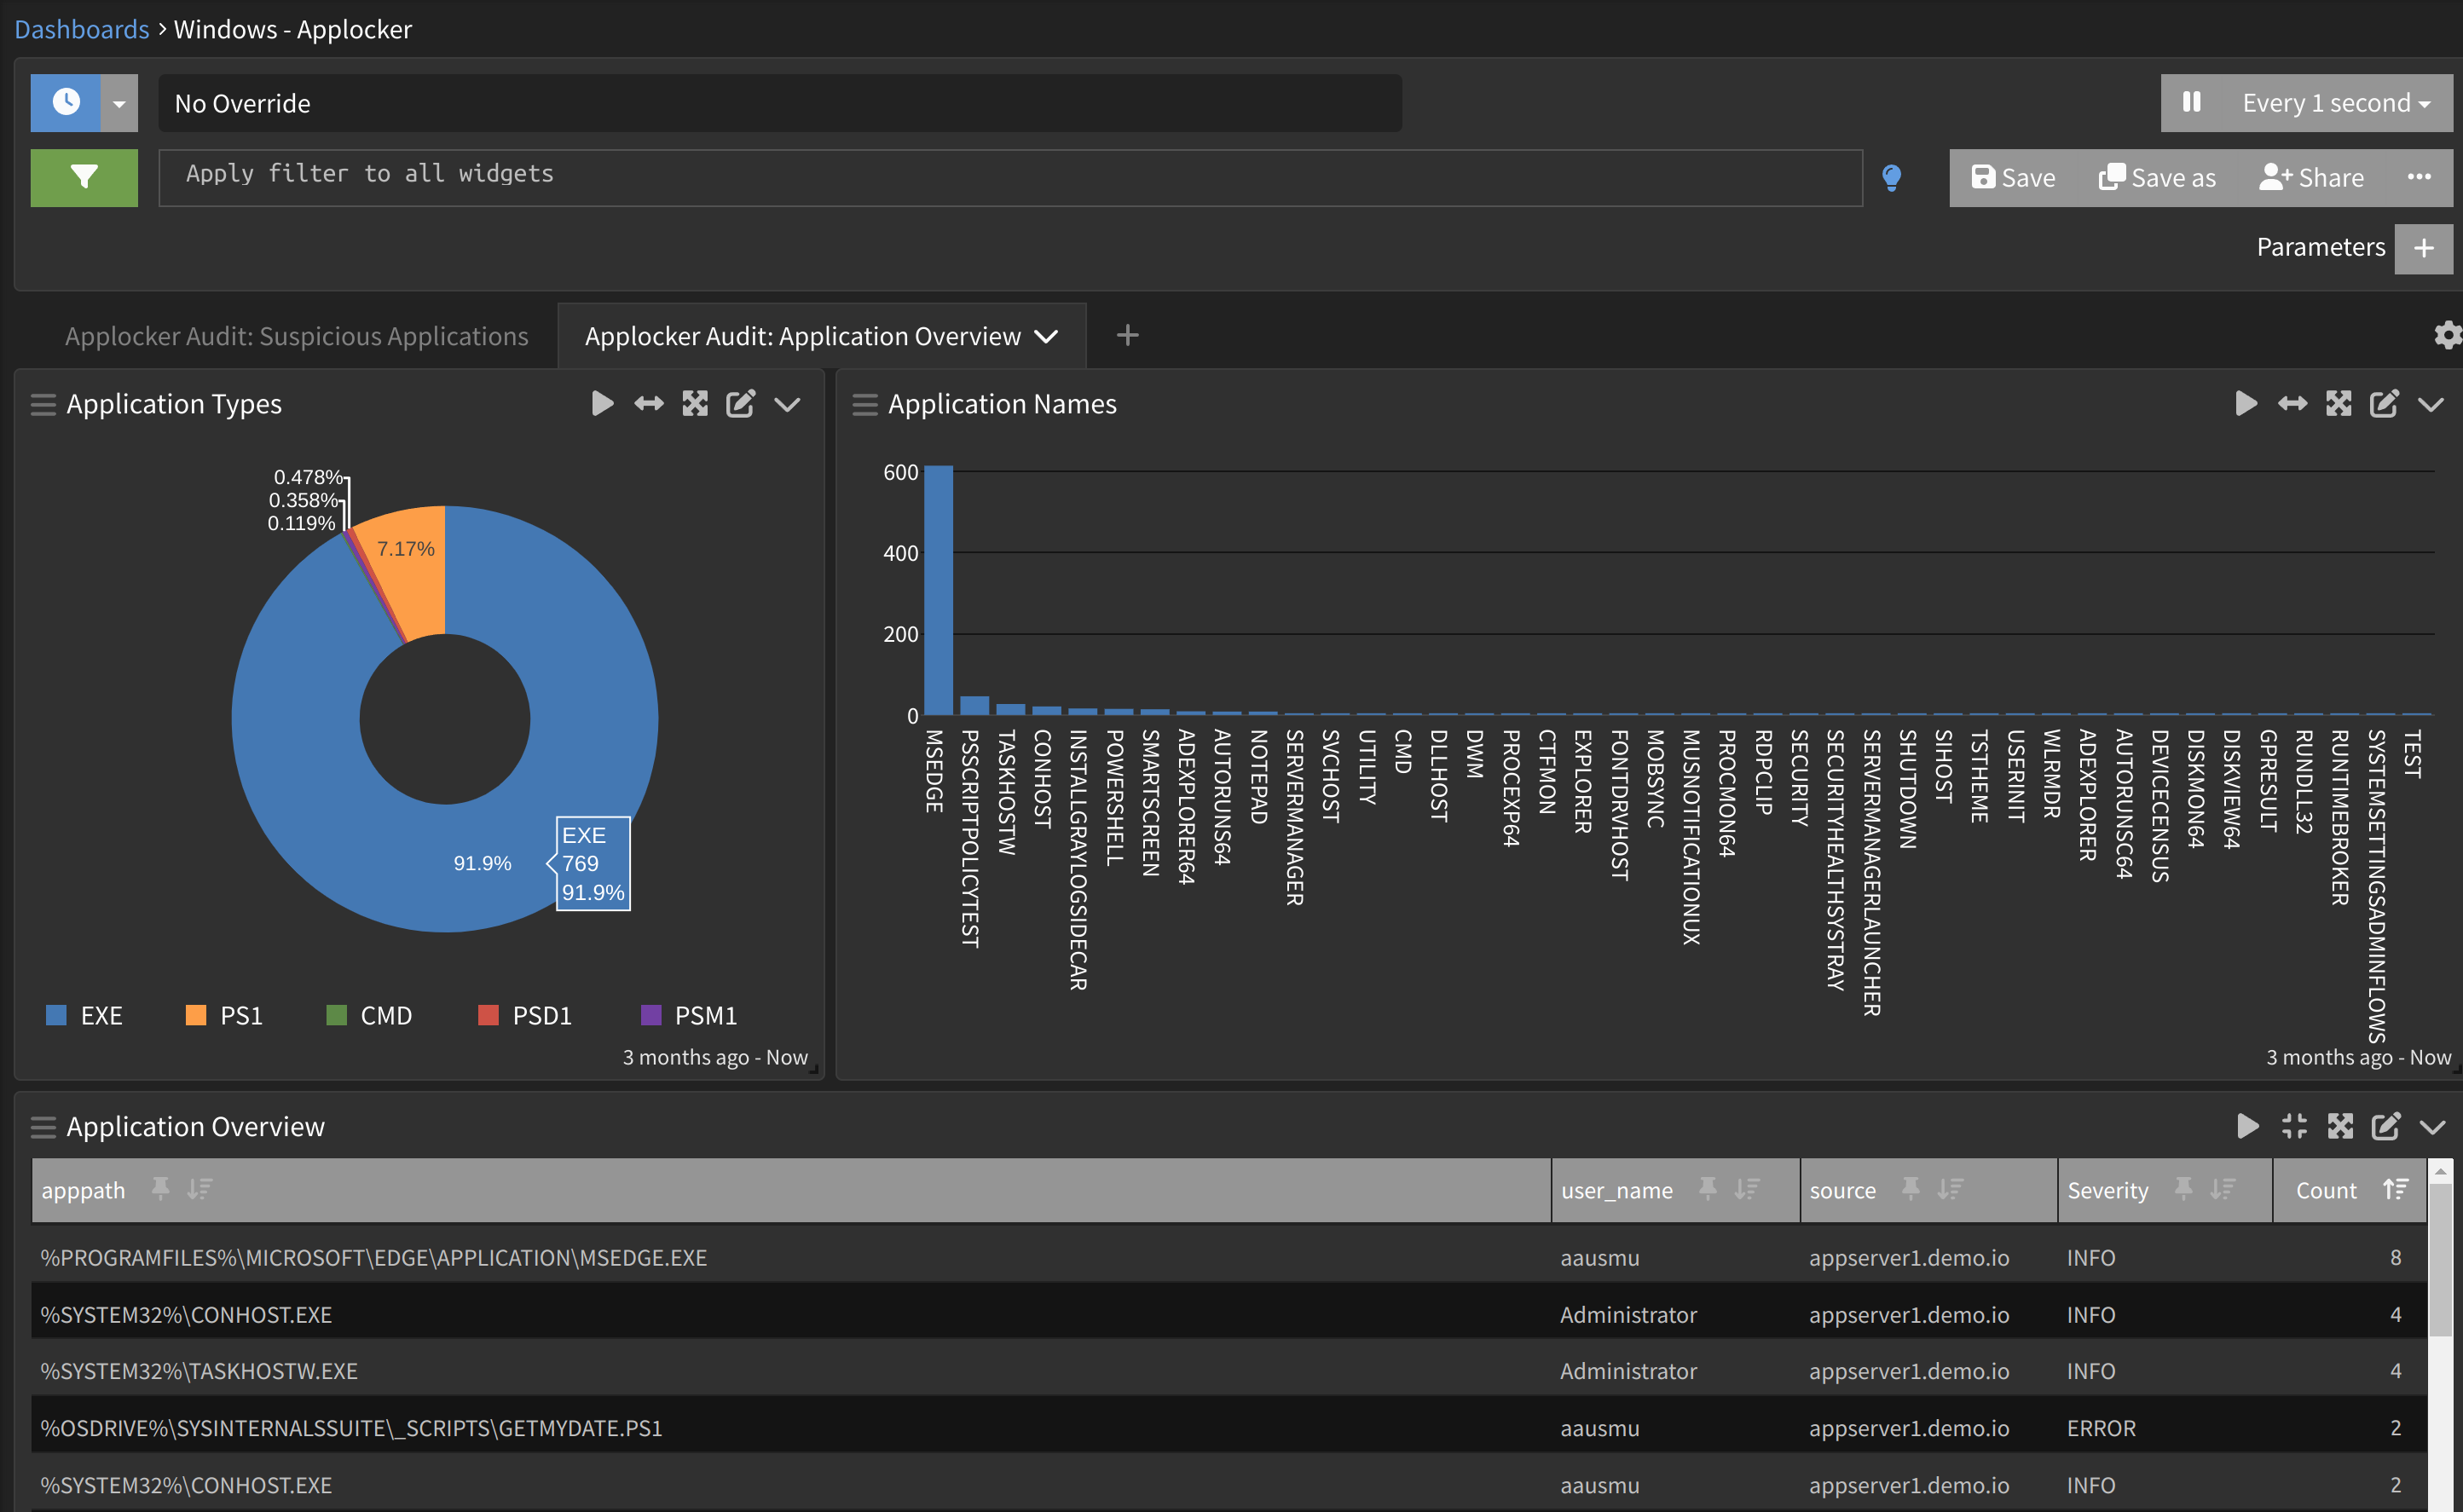 Dashboards > Windows - Applocker
No Override
Every 1 second
Apply filter to all widgets
Save
Save as
Share
Parameters
Applocker Audit: Suspicious Applications
Applocker Audit: Application Overview
Application Types
0.478%
0.358%
0.119%
7.17%
91.9%
EXE
769
91.9%
EXE
PS1
CMD
PSD1
PSM1
3 months ago - Now
Application Names
600
400
200
0
MSEDGE
PSSCRIPTPOLICYTEST
TASKHOSTW
CONHOST
INSTALLGRAYLOGSIDECAR
POWERSHELL
SMARTSCREEN
ADEXPLORER64
AUTORUNS64
NOTEPAD
SERVERMANAGER
SVCHOST
UTILITY
CMD
DLLHOST
DWM
PROCEXP64
CTFMON
EXPLORER
FONTDRVHOST
MOBSYNC
MUSNOTIFICATIONUX
PROCMON64
RDPCLIP
SECURITY
SECURITYHEALTHSYSTRAY
SERVERMANAGERLAUNCHER
SHUTDOWN
SIHOST
TSTHEME
USERINIT
WLRMDR
ADEXPLORER
AUTORUNSC64
DEVICECENSUS
DISKMON64
DISKVIEW64
GPRESULT
RUNDLL32
RUNTIMEBROKER
SYSTEMSETTINGSADMINFLOWS
TEST
3 months ago - Now
Application Overview
apppath user_name source Severity Count
%PROGRAMFILES%\MICROSOFT\EDGE\APPLICATION\MSEDGE.EXE aausmu appserver1.demo.io INFO 8
%SYSTEM32%\CONHOST.EXE Administrator appserver1.demo.io INFO 4
%SYSTEM32%\TASKHOSTW.EXE Administrator appserver1.demo.io INFO 4
%OSDRIVE%\SYSINTERNALSSUITE\_SCRIPTS\GETMYDATE.PS1 aausmu appserver1.demo.io ERROR 2
%SYSTEM32%\CONHOST.EXE aausmu appserver1.demo.io INFO 2